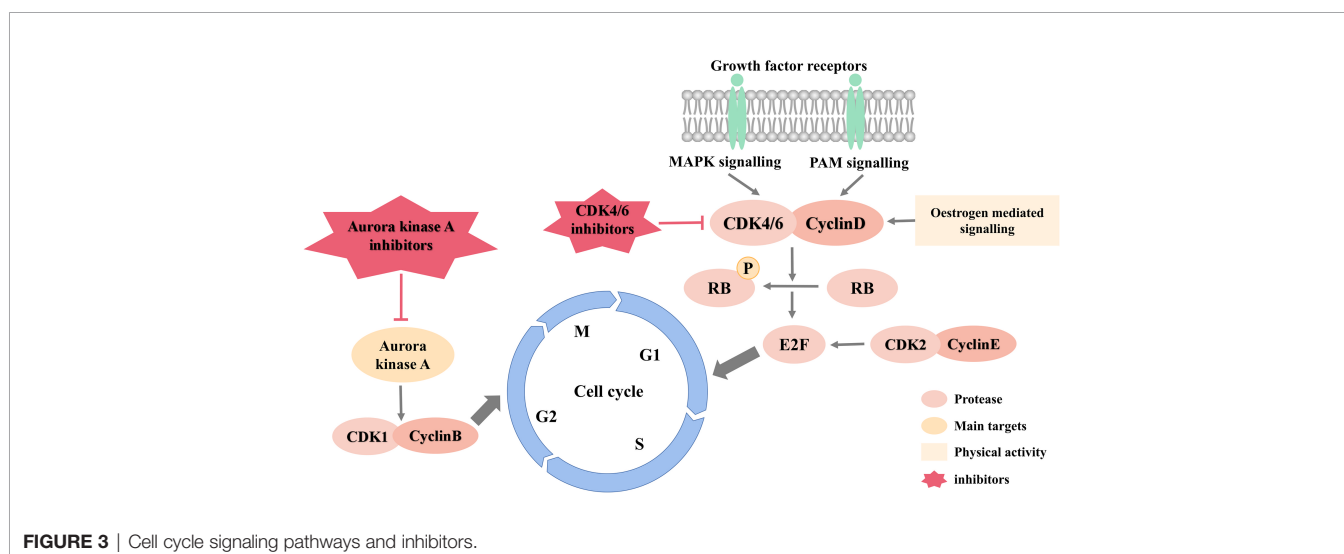 Growth factor receptors
MAPK signalling
PAM signalling
Aurora kinase A
inhibitors
CDK4/6
inhibitors
CDK4/6
CyclinD
Oestrogen mediated
signalling
P
RB
RB
Aurora
kinase A
M
G1
E2F
CDK2
CyclinE
Cell cycle
G2
S
CDK1
CyclinB
Protease
Main targets
Physical activity
inhibitors
FIGURE 3 | Cell cycle signaling pathways and inhibitors.